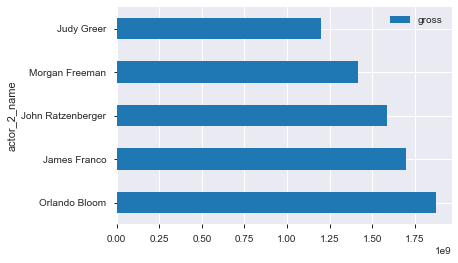 gross
actor_2_name
Judy Greer
Morgan Freeman
John Ratzenberger
James Franco
Orlando Bloom
0.00 0.25 0.50 0.75 1.00 1.25 1.50 1.75
1e9